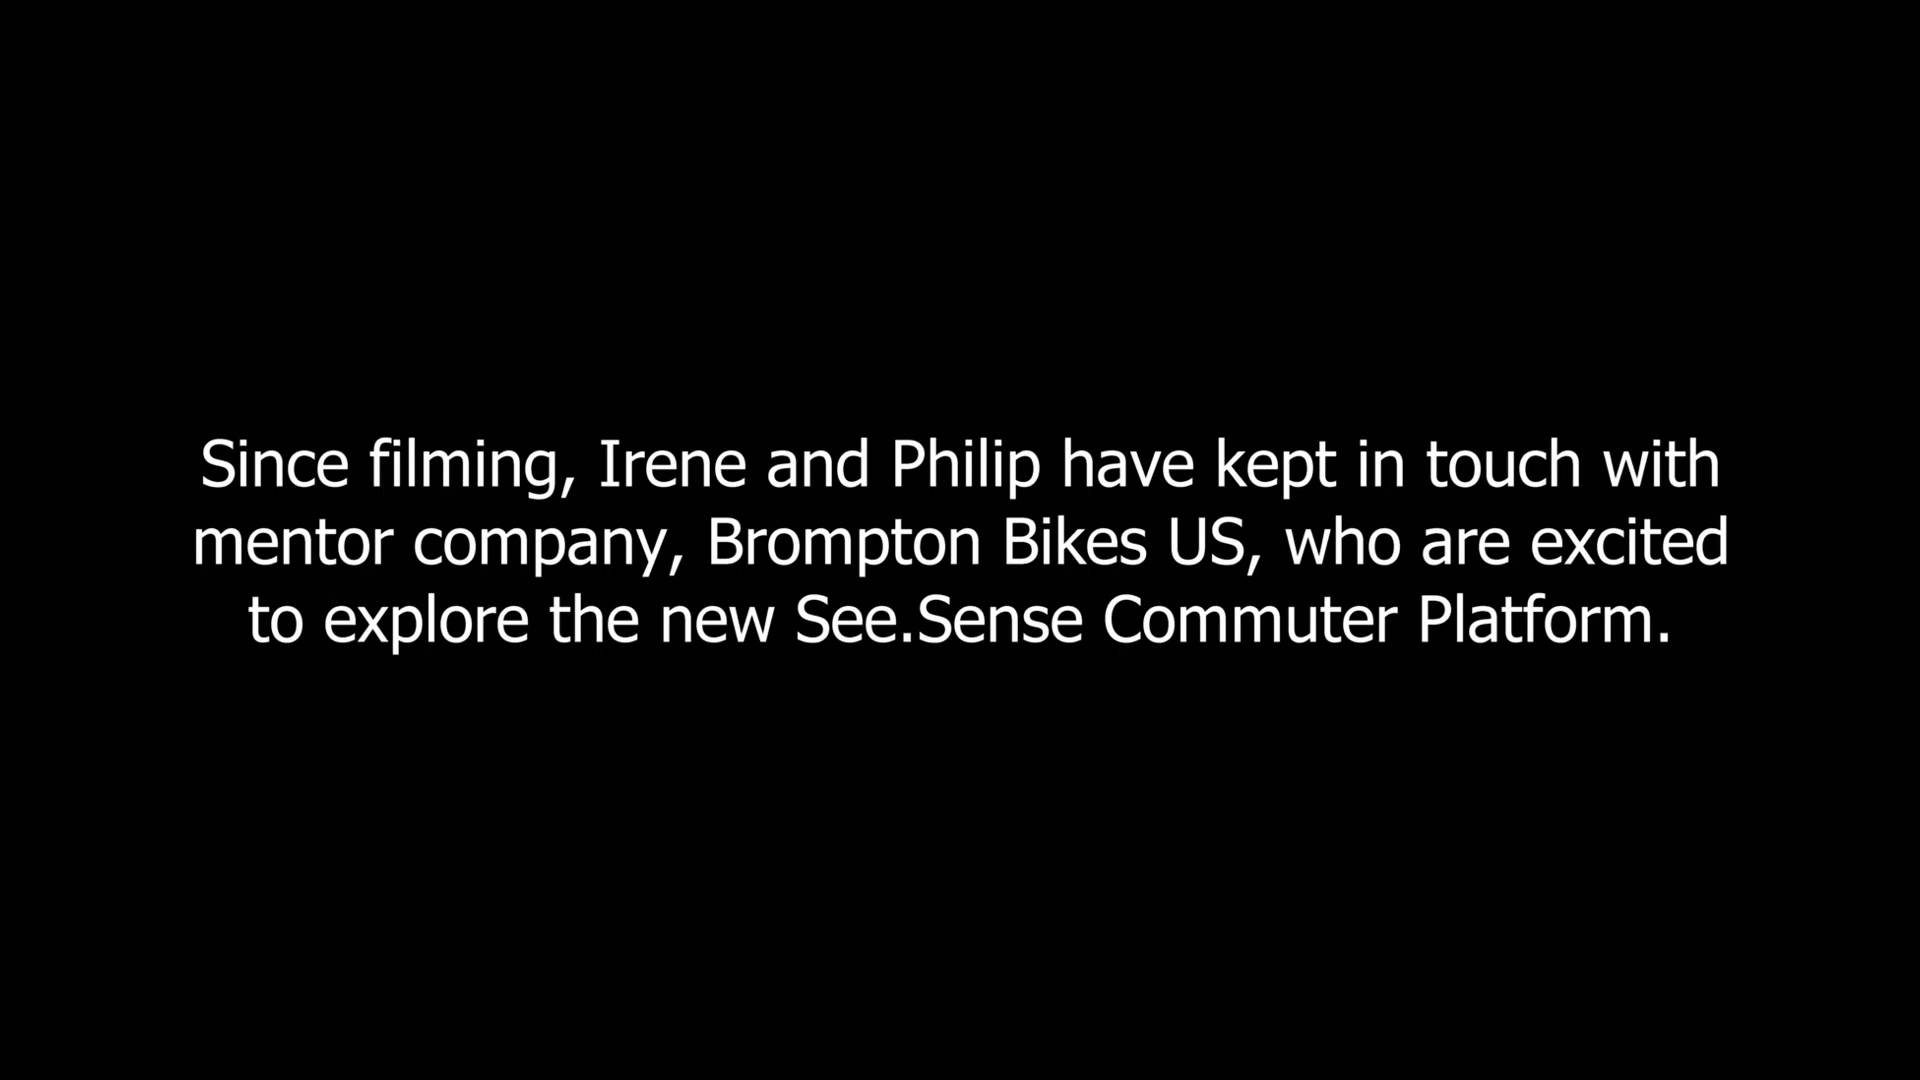 Since filming, Irene and Philip have kept in touch with
mentor company, Brompton Bikes US, who are excited
to explore the new See.Sense Commuter Platform.